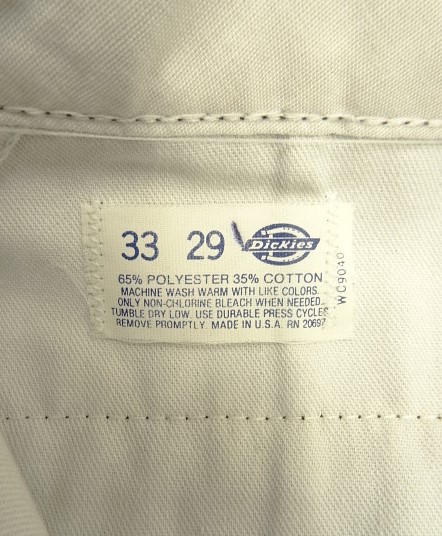 33 29 Dickies
65% POLYESTER 35% COTTON
MACHINE WASH WARM WITH LIKE COLORS.
ONLY NON-CHLORINE BLEACH WHEN NEEDED.
TUMBLE DRY LOW. USE DURABLE PRESS CYCLES
REMOVE PROMPTLY. MADE IN U.S.A. RN 20697
WC9040